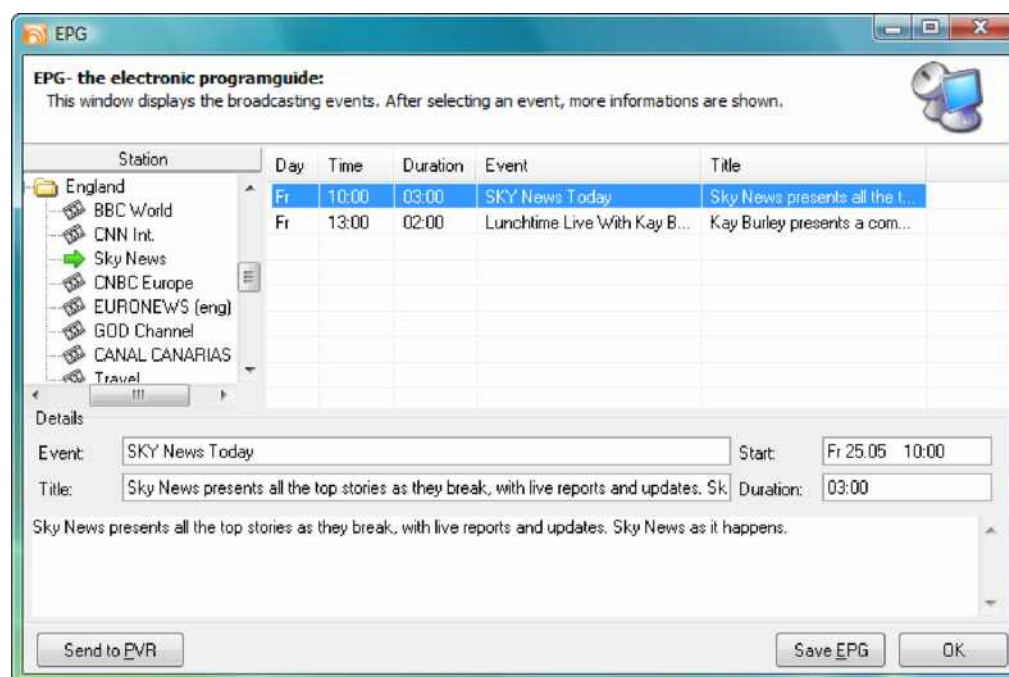 EPG
EPG- the electronic programguide:
This window displays the broadcasting events. After selecting an event, more informations are shown.
Station
England
BBC World
CNN Int.
Sky News
CNBC Europe
EURONEWS (eng)
GOD Channel
CANAL CANARIAS
Travel
Day Time Duration Event Title
Fr 10:00 03:00 SKY News Today Sky News presents all the t...
Fr 13:00 02:00 Lunchtime Live With Kay B... Kay Burley presents a com...
Details
Event: SKY News Today Start: Fr 25.05 10:00
Title: Sky News presents all the top stories as they break, with live reports and updates. Sk Duration: 03:00
Sky News presents all the top stories as they break, with live reports and updates. Sky News as it happens.
Send to PVR Save EPG OK